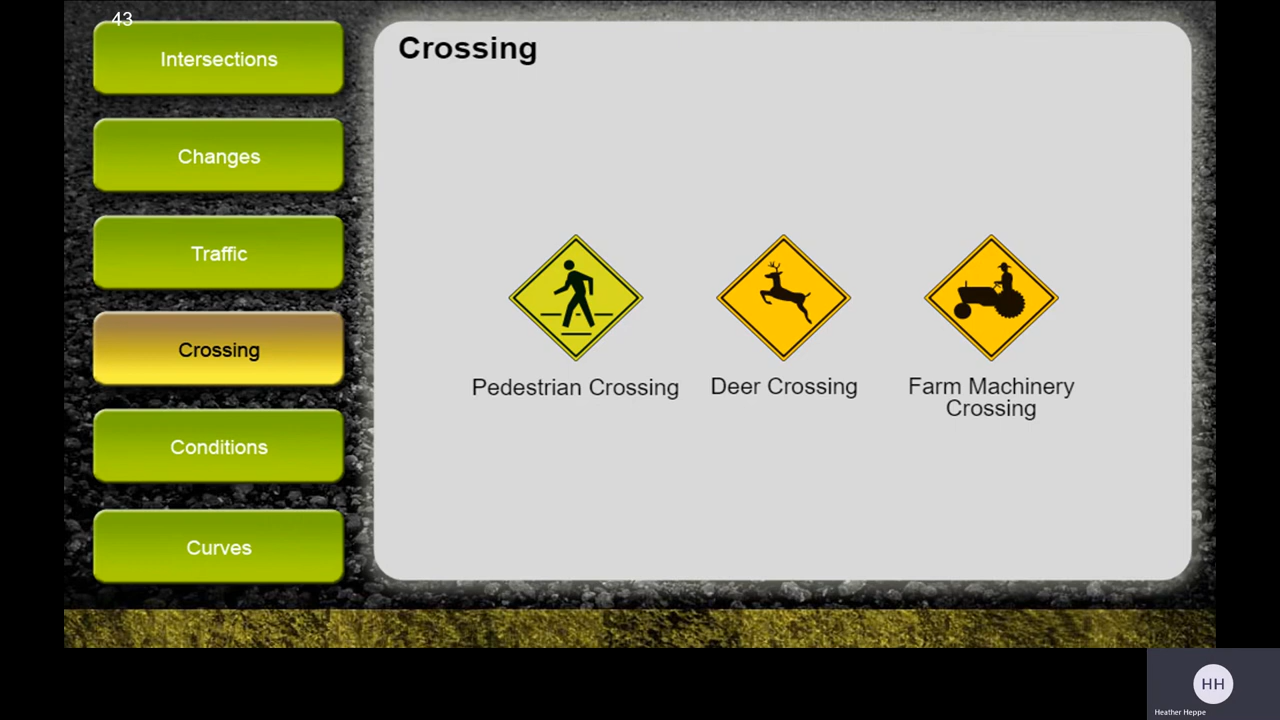 43
Intersections
Changes
Traffic
Crossing
Conditions
Curves
Crossing
Pedestrian Crossing
Deer Crossing
Farm Machinery
Crossing
HH
Heather Heppe